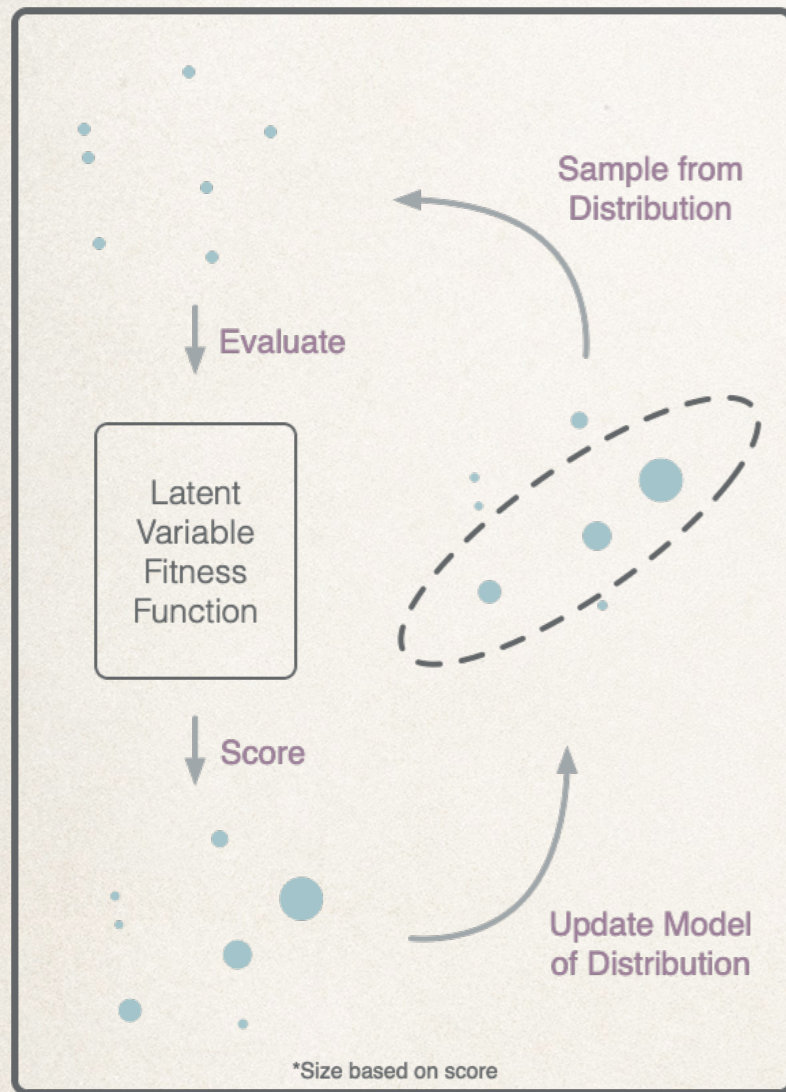 Sample from
Distribution
Evaluate
Latent
Variable
Fitness
Function
Score
Update Model
of Distribution
*Size based on score